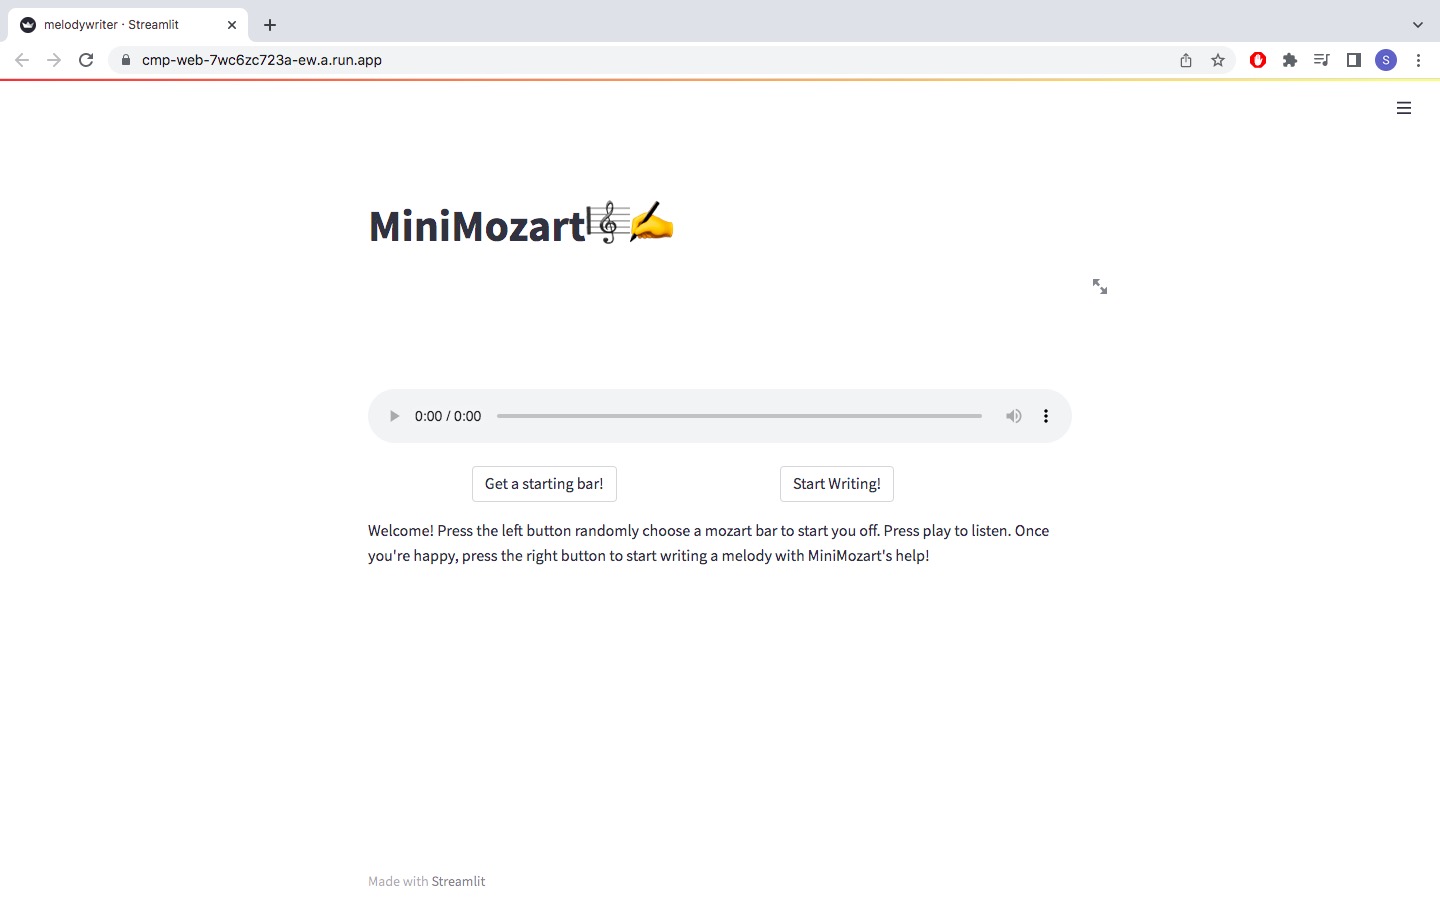 melodywriter · Streamlit
cmp-web-7wc6zc723a-ew.a.run.app
S
MiniMozart🎼✍️
0:00 / 0:00
Get a starting bar!
Start Writing!
Welcome! Press the left button randomly choose a mozart bar to start you off. Press play to listen. Once
you're happy, press the right button to start writing a melody with MiniMozart's help!
Made with Streamlit